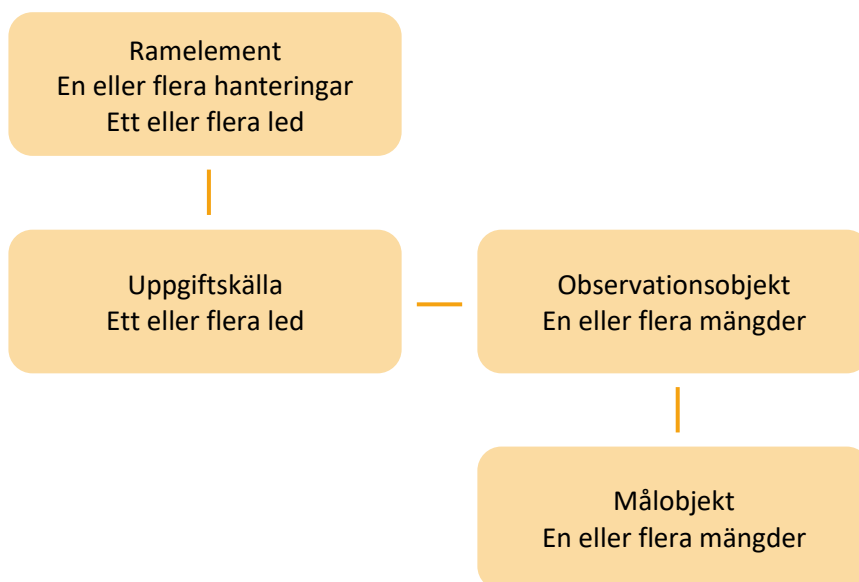 Ramelement
En eller flera hanteringar
Ett eller flera led
Uppgiftskälla
Ett eller flera led
Observationsobjekt
En eller flera mängder
Målobjekt
En eller flera mängder